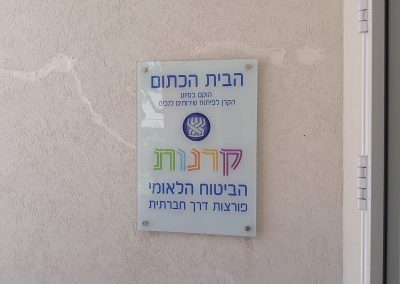 הבית הכתום
הוקם בסיוע
הקרן לפיתוח שירותים לנכים
קרנות
הביטוח הלאומי
פורצות דרך חברתית